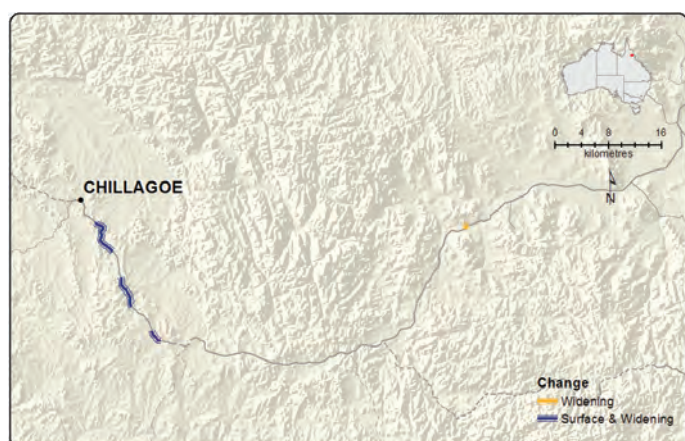 0 4 8 16
kilometres
N
CHILLAGOE
Change
Widening
Surface & Widening